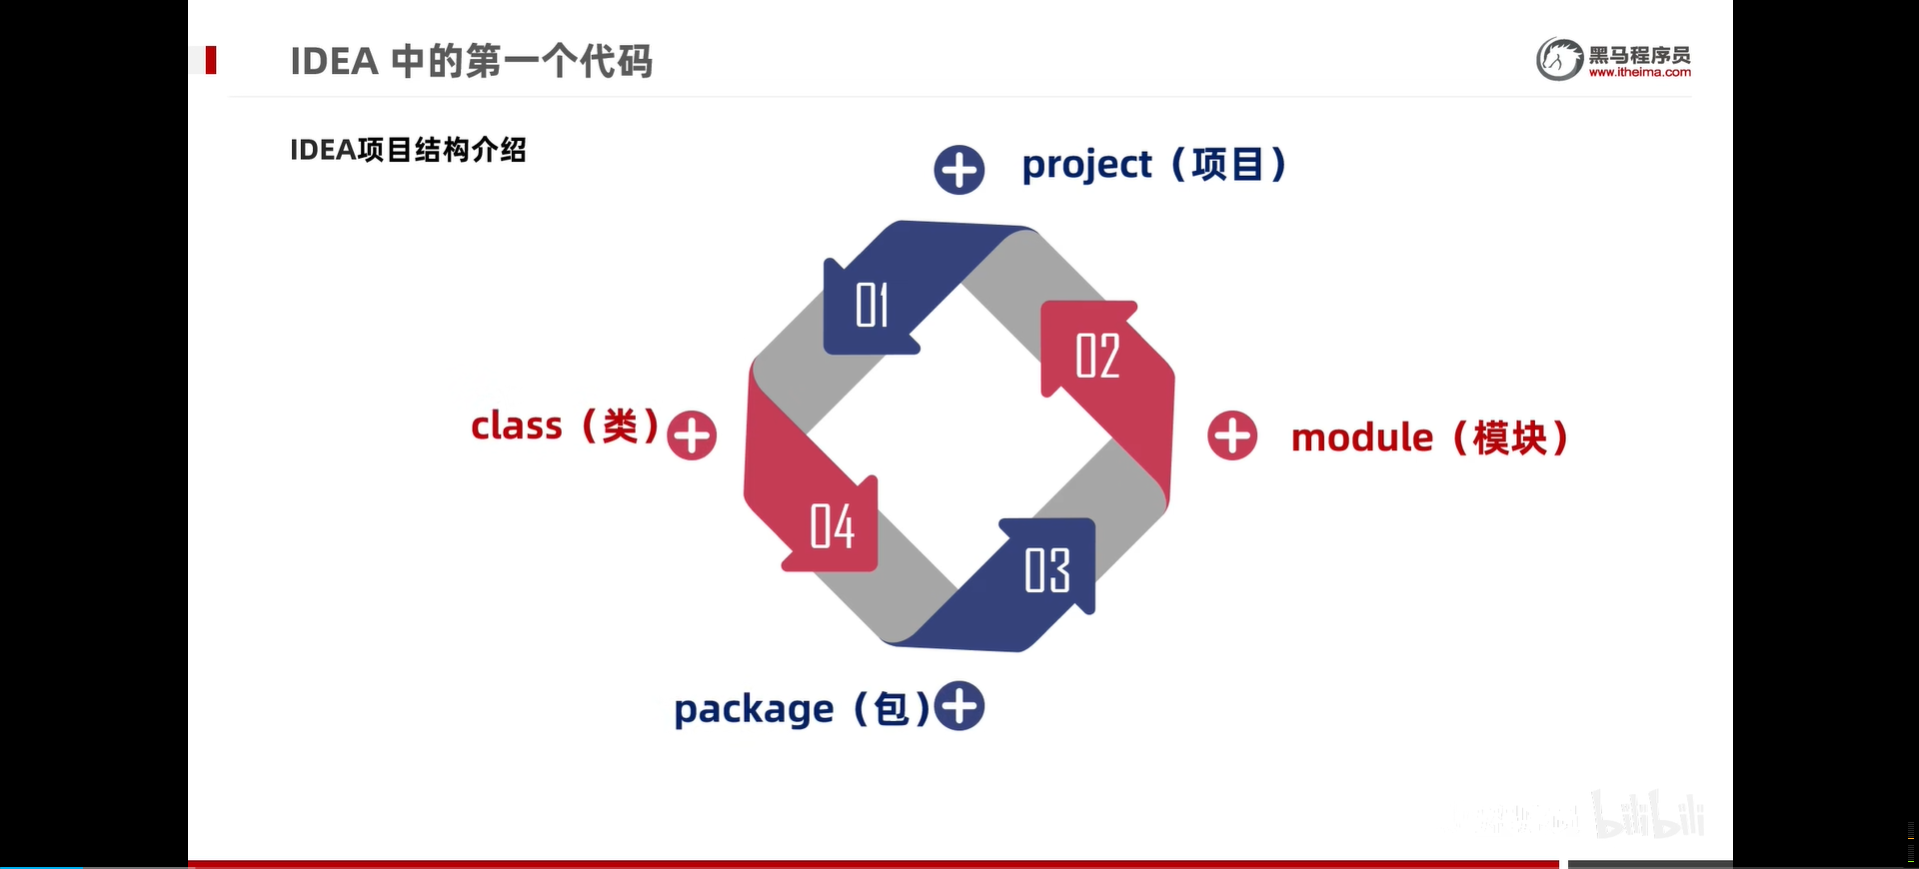 IDEA 中的第一个代码
黑马程序员
www.itheima.com
IDEA项目结构介绍
project（项目）
01
02
class（类）
module（模块）
04
03
package（包）
bilibili